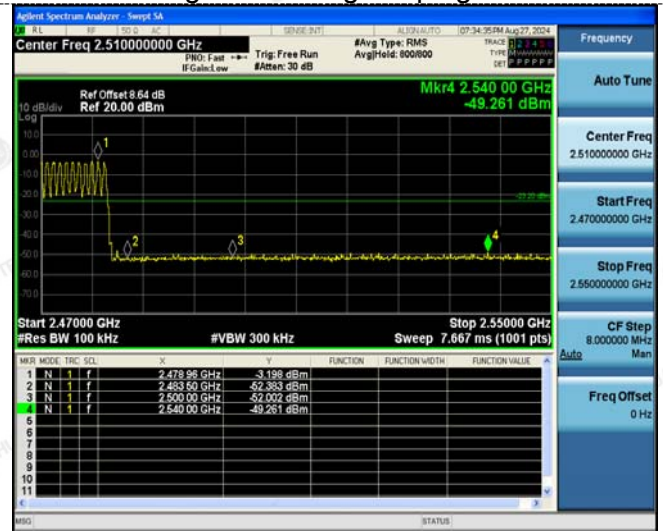 Agilent Spectrum Analyzer - Swept SA
RL RF 50 Ω AC SENSE:INT ALIGNAUTO 07:34:35 PM Aug 27, 2024
Center Freq 2.510000000 GHz
PNO: Fast Trig: Free Run
IFGain:Low #Atten: 30 dB
#Avg Type: RMS
Avg|Hold: 800/800
TRACE 1 2 3 4 5 6
TYPE
DET P P P P P P
Frequency
Ref Offset 8.64 dB
10 dB/div Ref 20.00 dBm
Log
Mkr4 2.540 00 GHz
-49.261 dBm
Auto Tune
10.0
0.00
-10.0
-20.0
-30.0
-40.0
-50.0
-60.0
-70.0
1
2
3
4
Center Freq
2.510000000 GHz
Start Freq
2.470000000 GHz
Stop Freq
2.550000000 GHz
Start 2.47000 GHz Stop 2.55000 GHz
#Res BW 100 kHz #VBW 300 kHz Sweep 7.667 ms (1001 pts)
CF Step
8.000000 MHz
Auto Man
Freq Offset
0 Hz
MKR MODE TRC SCL X Y FUNCTION FUNCTION WIDTH FUNCTION VALUE
1 N 1 f 2.478 96 GHz -3.198 dBm
2 N 1 f 2.483 50 GHz -52.383 dBm
3 N 1 f 2.500 00 GHz -52.002 dBm
4 N 1 f 2.540 00 GHz -49.261 dBm
5
6
7
8
9
10
11
MSG STATUS